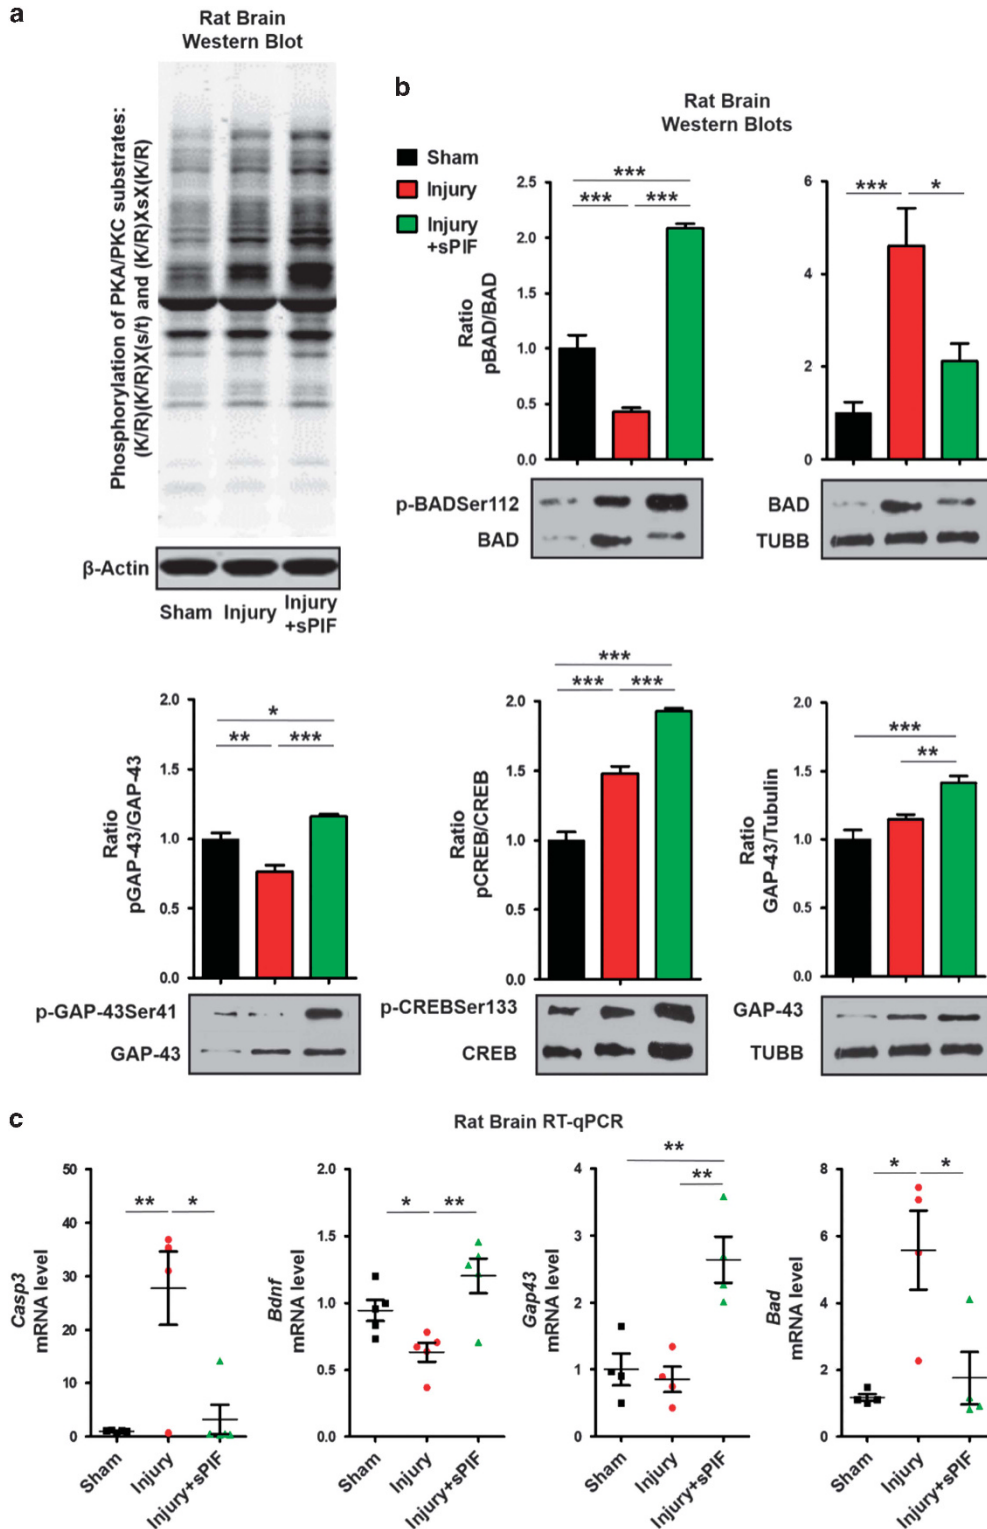 a
Rat Brain
Western Blot
Phosphorylation of PKA/PKC substrates:
(K/R)(K/R)X(s/t) and (K/R)XsX(K/R)
β-Actin
Sham
Injury
Injury
+sPIF
b
Rat Brain
Western Blots
Sham
Injury
Injury
+sPIF
Ratio
pBAD/BAD
2.5
2.0
1.5
1.0
0.5
0.0
***
***
***
p-BADSer112
BAD
6
4
2
0
***
*
BAD
TUBB
Ratio
pGAP-43/GAP-43
2.0
1.5
1.0
0.5
0.0
*
**
***
p-GAP-43Ser41
GAP-43
Ratio
pCREB/CREB
2.0
1.5
1.0
0.5
0.0
***
***
***
p-CREBSer133
CREB
Ratio
GAP-43/Tubulin
2.0
1.5
1.0
0.5
0.0
***
**
GAP-43
TUBB
c
Rat Brain RT-qPCR
Casp3
mRNA level
50
40
30
20
10
0
**
*
Sham
Injury
Injury+sPIF
Bdnf
mRNA level
2.0
1.5
1.0
0.5
0.0
*
**
Sham
Injury
Injury+sPIF
Gap43
mRNA level
4
3
2
1
0
**
**
Sham
Injury
Injury+sPIF
Bad
mRNA level
8
6
4
2
0
*
*
Sham
Injury
Injury+sPIF